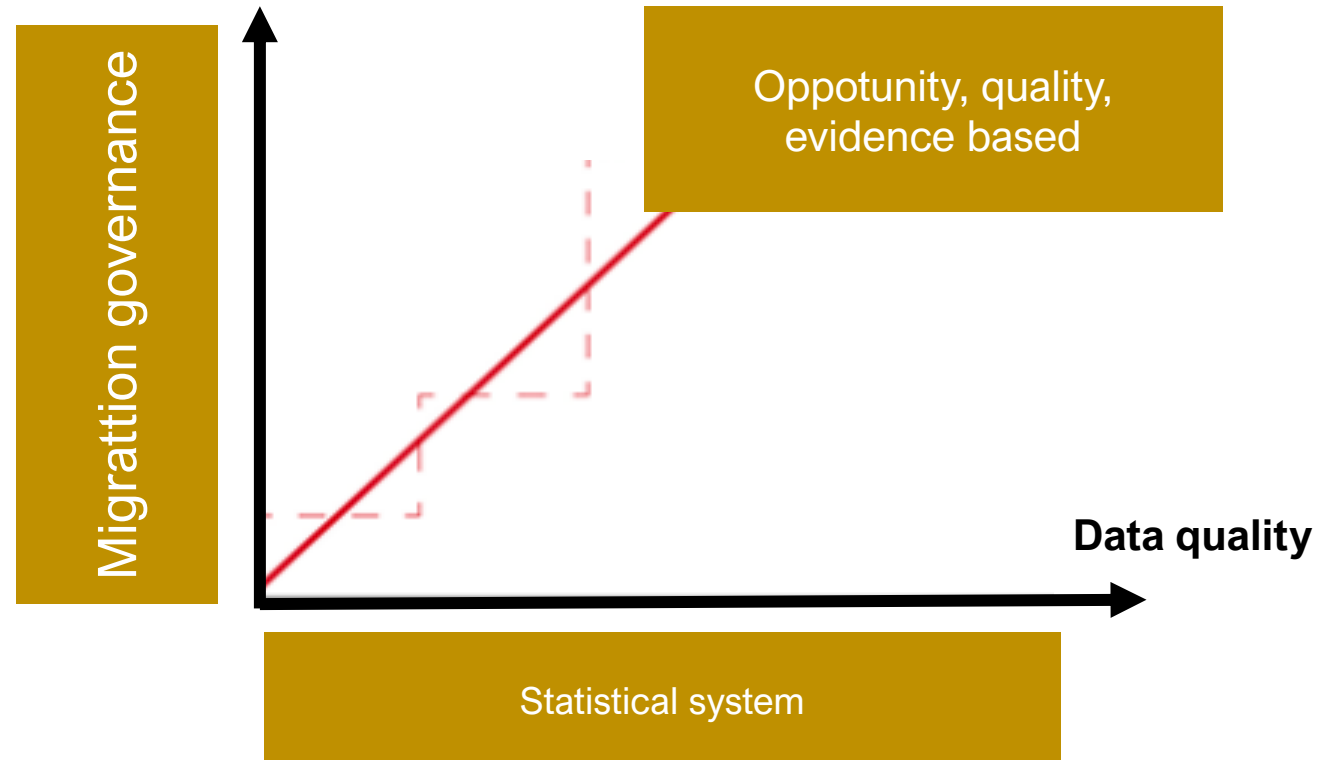 Migrattion governance
Oppotunity, quality,
evidence based
Data quality
Statistical system